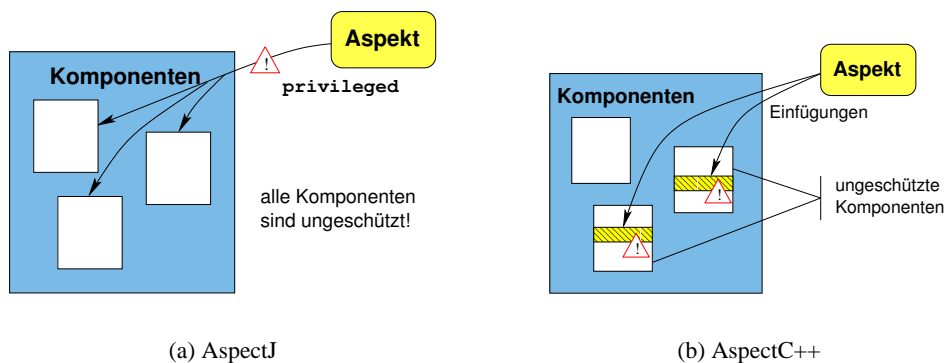 Aspekt
Komponenten
!
privileged
alle Komponenten
sind ungeschützt!
(a) AspectJ
Aspekt
Komponenten
Einfügungen
!
ungeschützte
Komponenten
!
(b) AspectC++